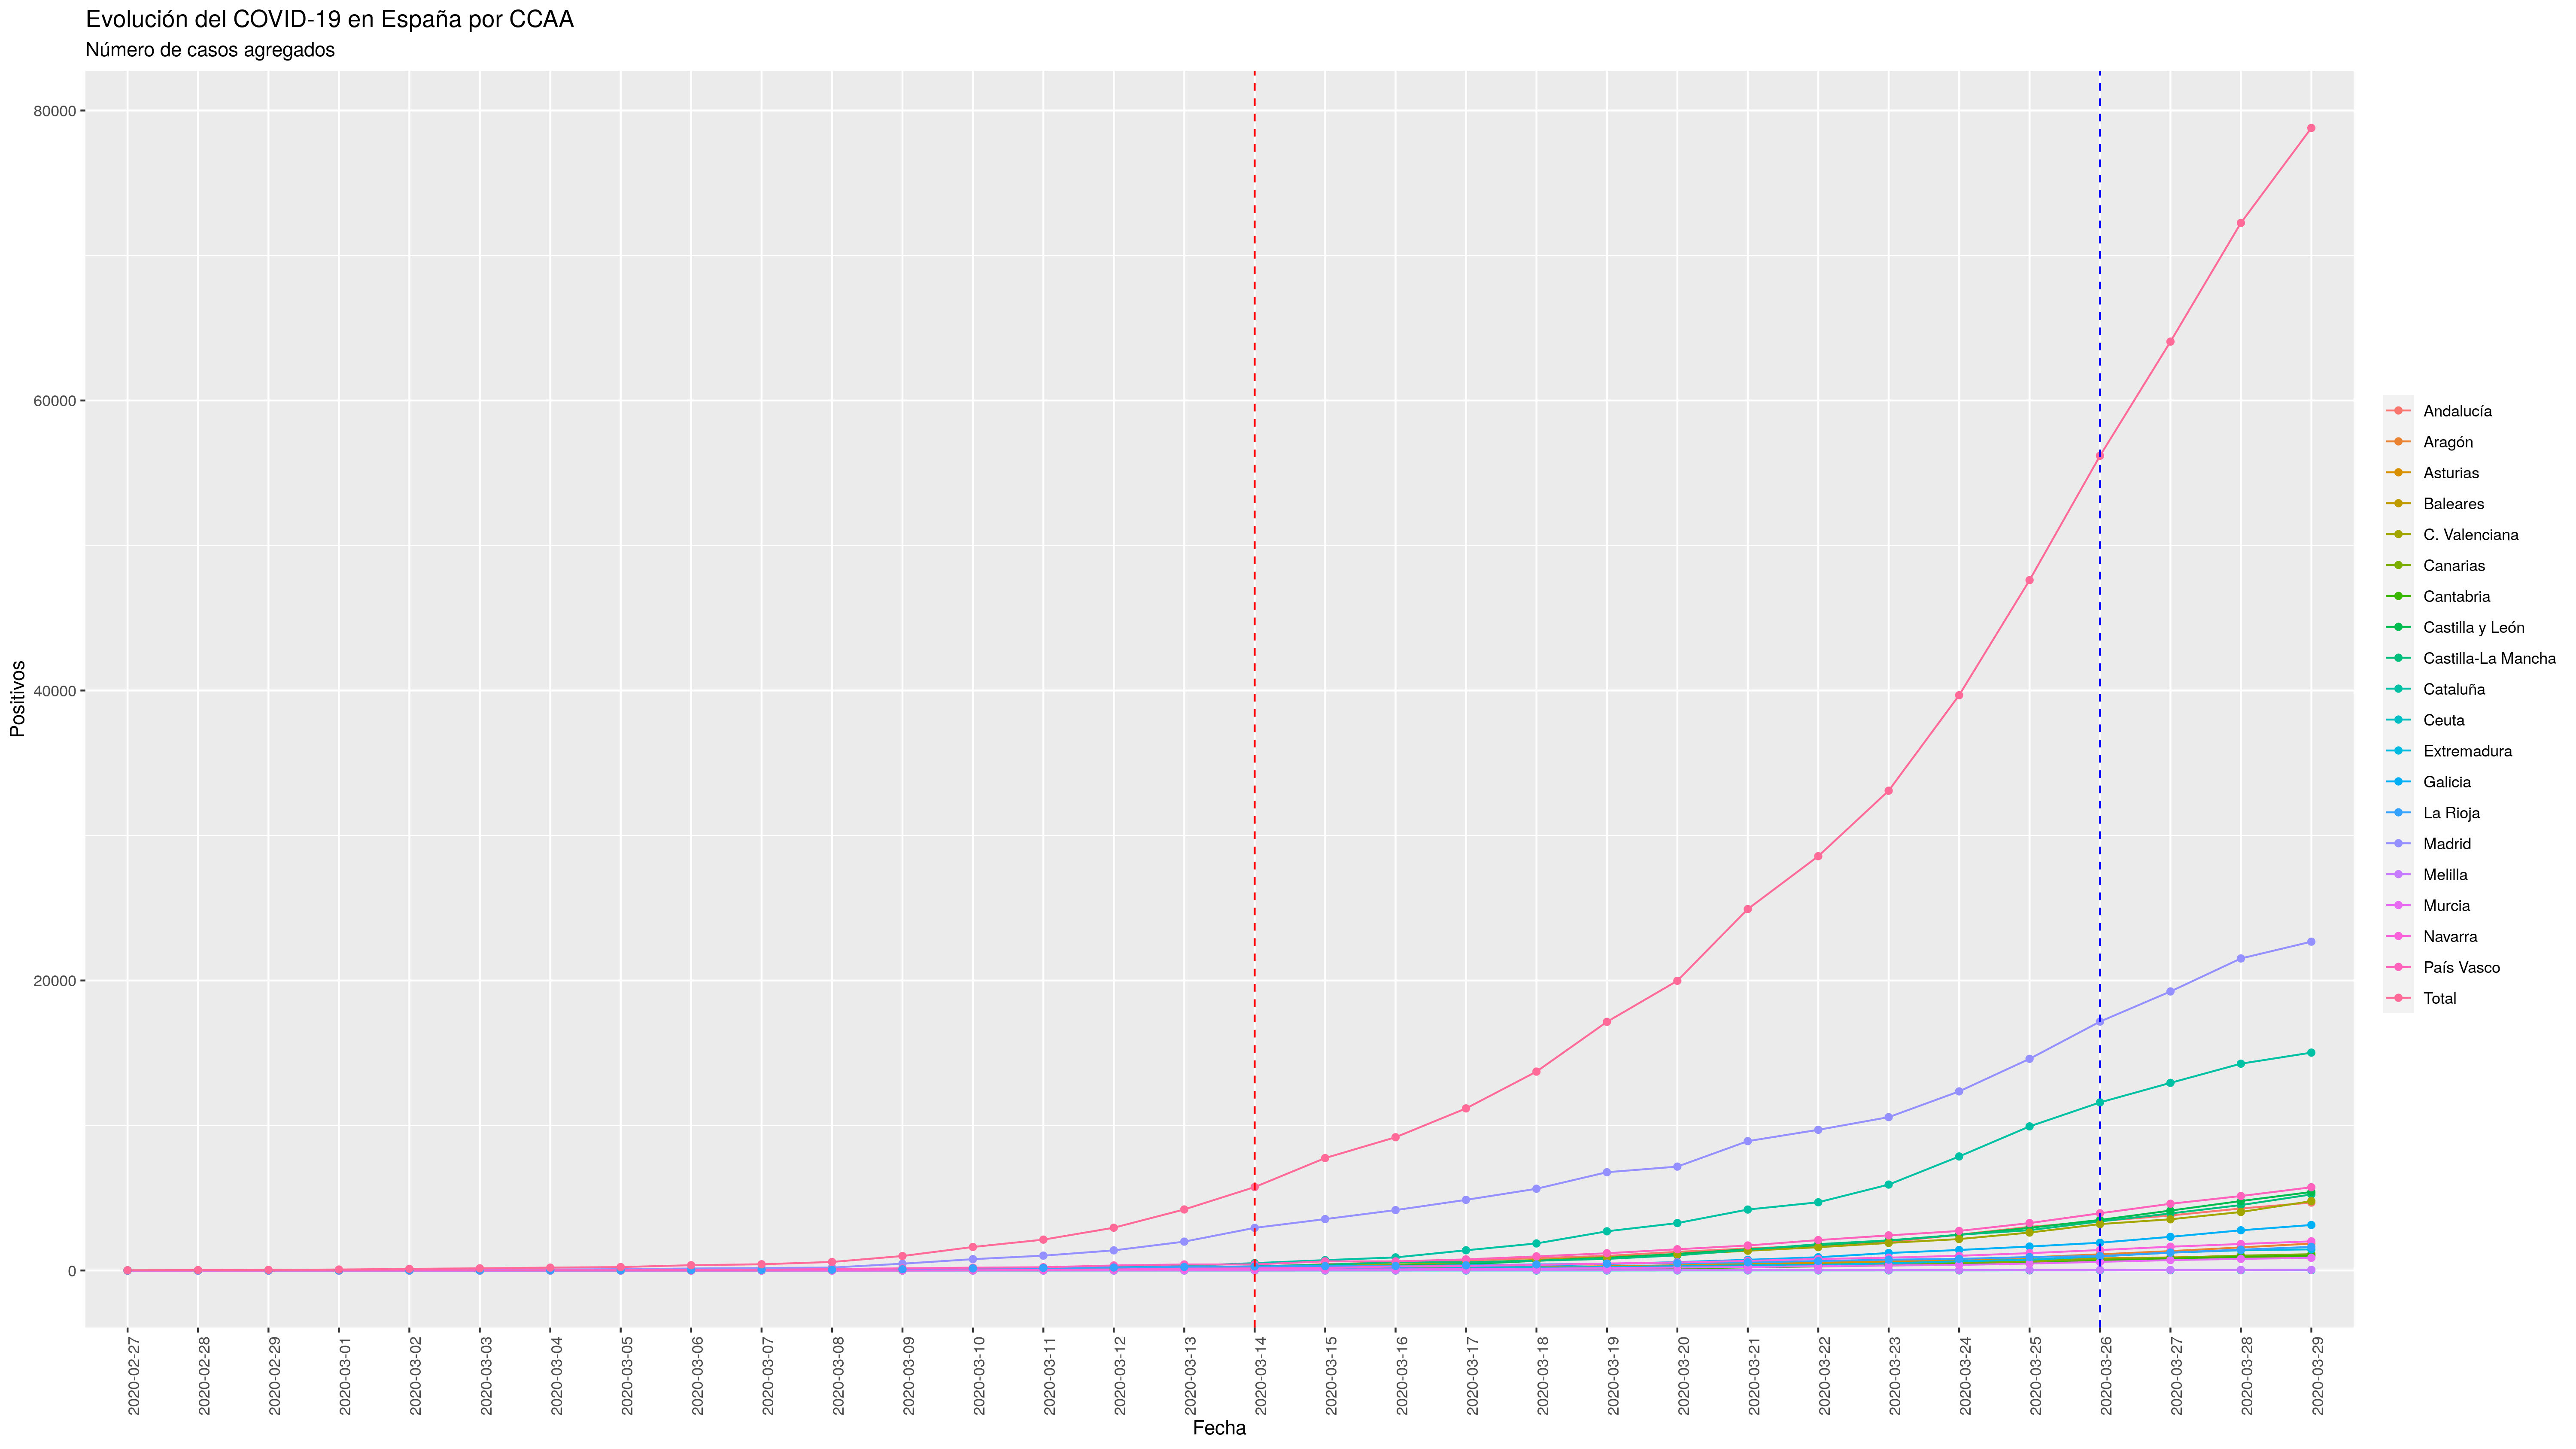 Evolución del COVID-19 en España por CCAA
Número de casos agregados
Positivos
80000
60000
40000
20000
0
2020-02-27
2020-02-28
2020-02-29
2020-03-01
2020-03-02
2020-03-03
2020-03-04
2020-03-05
2020-03-06
2020-03-07
2020-03-08
2020-03-09
2020-03-10
2020-03-11
2020-03-12
2020-03-13
2020-03-14
2020-03-15
2020-03-16
2020-03-17
2020-03-18
2020-03-19
2020-03-20
2020-03-21
2020-03-22
2020-03-23
2020-03-24
2020-03-25
2020-03-26
2020-03-27
2020-03-28
2020-03-29
Fecha
Andalucía
Aragón
Asturias
Baleares
C. Valenciana
Canarias
Cantabria
Castilla y León
Castilla-La Mancha
Cataluña
Ceuta
Extremadura
Galicia
La Rioja
Madrid
Melilla
Murcia
Navarra
País Vasco
Total